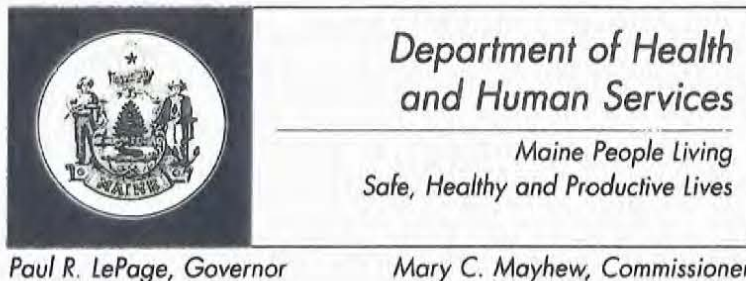 MAINE
Department of Health
and Human Services
Maine People Living
Safe, Healthy and Productive Lives
Paul R. LePage, Governor
Mary C. Mayhew, Commissioner